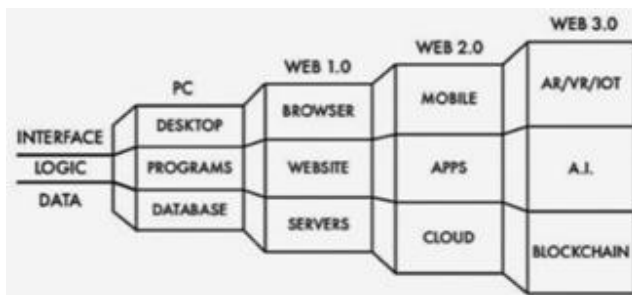 WEB 3.0
WEB 2.0
WEB 1.0
PC
AR/VR/IOT
MOBILE
BROWSER
DESKTOP
INTERFACE
LOGIC
PROGRAMS
WEBSITE
APPS
A.I.
DATA
DATABASE
SERVERS
CLOUD
BLOCKCHAIN